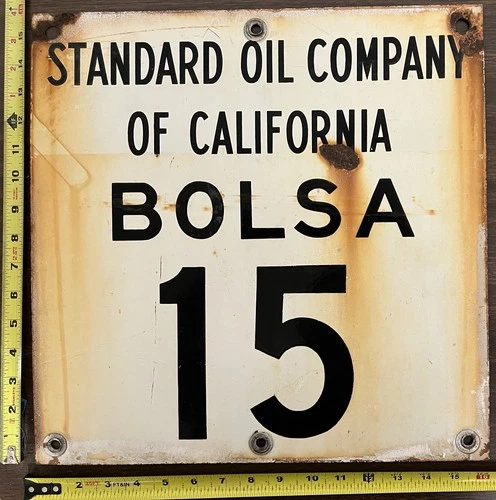 STANDARD OIL COMPANY
OF CALIFORNIA
BOLSA
15